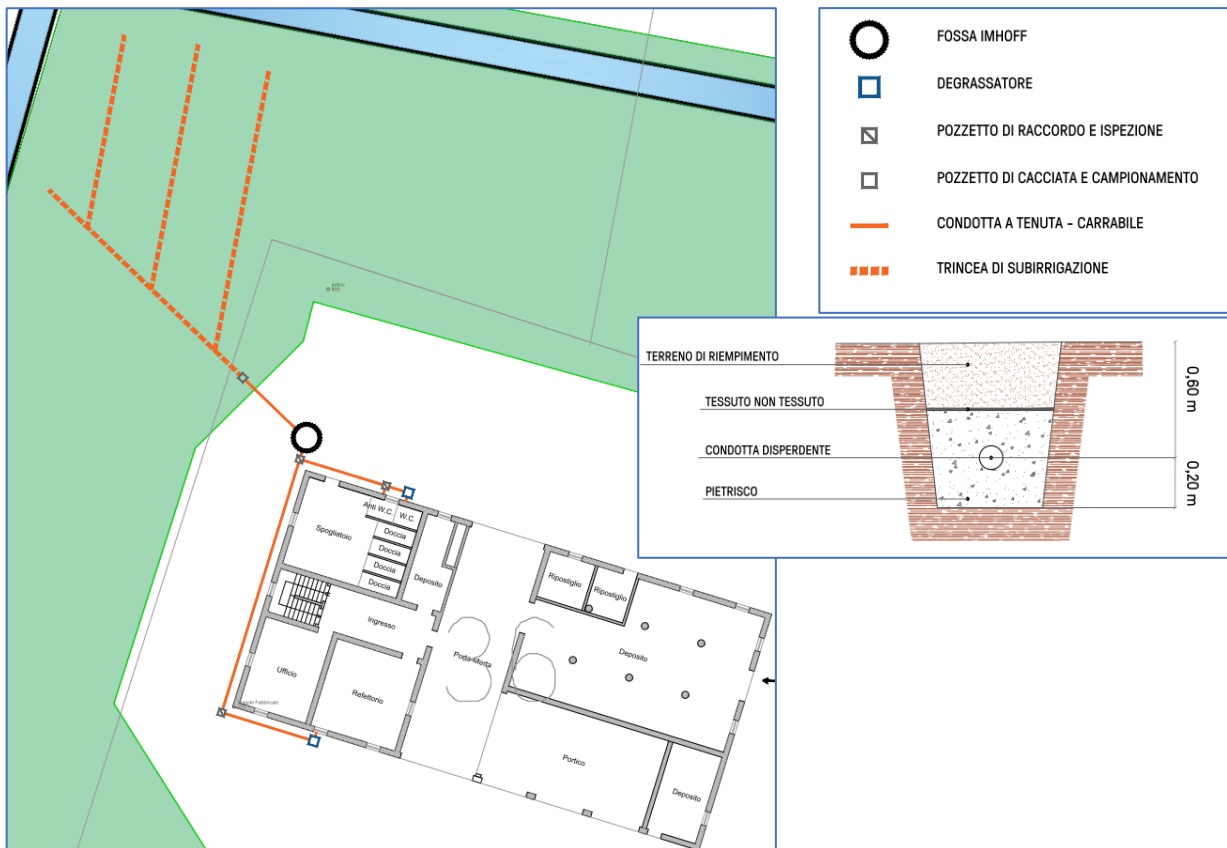 FOSSA IMHOFF
DEGRASSATORE
POZZETTO DI RACCORDO E ISPEZIONE
POZZETTO DI CACCIATA E CAMPIONAMENTO
CONDOTTA A TENUTA - CARRABILE
TRINCEA DI SUBIRRIGAZIONE
TERRENO DI RIEMPIMENTO
TESSUTO NON TESSUTO
CONDOTTA DISPERDENTE
PIETRISCO
0,60 m
0,20 m
Anti W.C.
W.C.
Spogliatoio
Doccia
Doccia
Doccia
Doccia
Deposito
Ingresso
Ufficio
Refettorio
Porta-Morta
Ripostiglio
Ripostiglio
Deposito
Portico
Deposito
Fabbricato